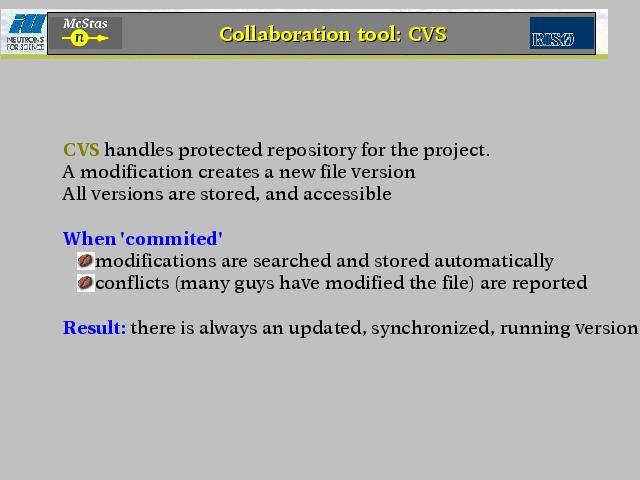 NEUTRONS
FOR SCIENCE
McStas
n
Collaboration tool: CVS
RISØ
CVS handles protected repository for the project.
A modification creates a new file version
All versions are stored, and accessible
When 'commited'
modifications are searched and stored automatically
conflicts (many guys have modified the file) are reported
Result: there is always an updated, synchronized, running version